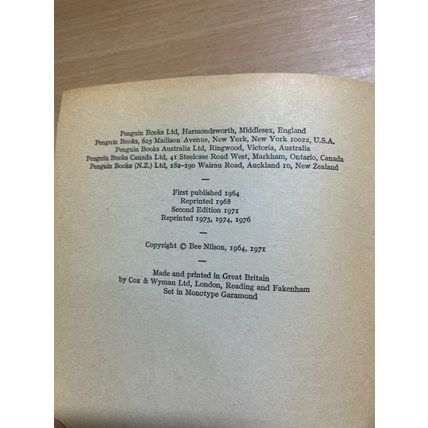 Penguin Books Ltd, Harmondsworth, Middlesex, England
Penguin Books, 625 Madison Avenue, New York, New York 10022, U.S.A.
Penguin Books Australia Ltd, Ringwood, Victoria, Australia
Penguin Books Canada Ltd, 41 Steelcase Road West, Markham, Ontario, Canada
Penguin Books (N.Z.) Ltd, 182–190 Wairau Road, Auckland 10, New Zealand
—
First published 1964
Reprinted 1968
Second Edition 1971
Reprinted 1973, 1974, 1976
—
Copyright © Bee Nilson, 1964, 1971
—
Made and printed in Great Britain
by Cox & Wyman Ltd, London, Reading and Fakenham
Set in Monotype Garamond